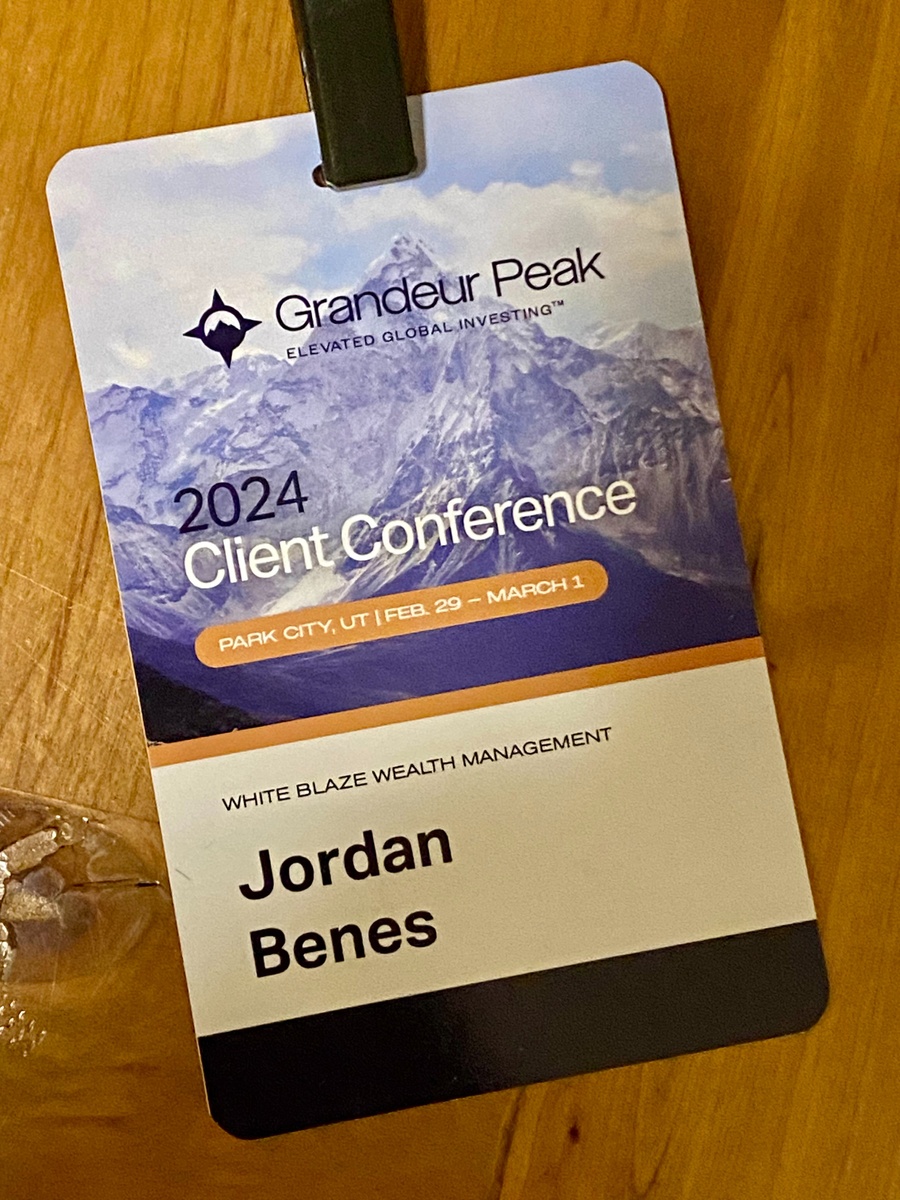 Grandeur Peak
ELEVATED GLOBAL INVESTING™
2024
Client Conference
PARK CITY, UT | FEB. 29 – MARCH 1
WHITE BLAZE WEALTH MANAGEMENT
Jordan
Benes